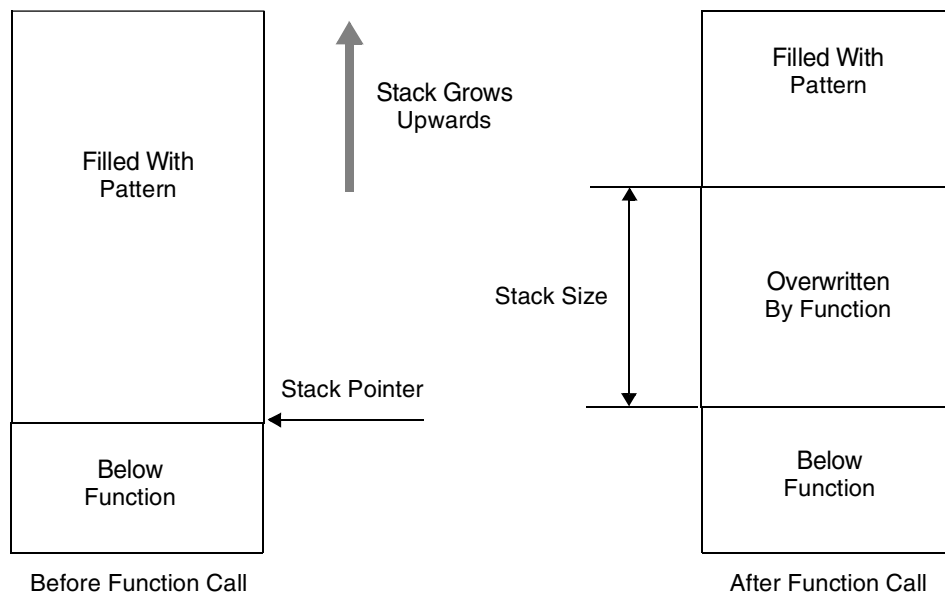 Filled With
Pattern
Stack Grows
Upwards
Filled With
Pattern
Stack Size
Overwritten
By Function
Stack Pointer
Below
Function
Below
Function
Before Function Call
After Function Call